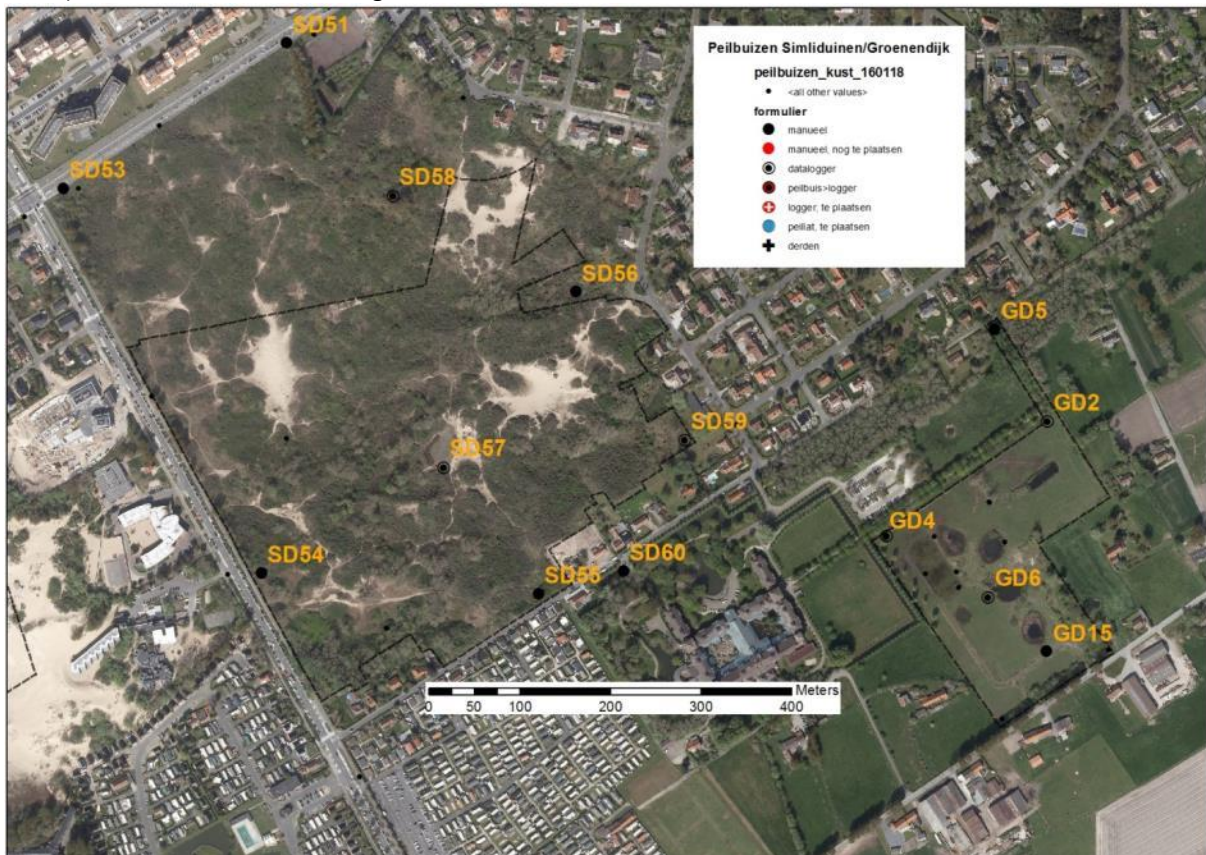 Peilbuizen Simliduinen/Groenendijk
peilbuizen_kust_160118
<all other values>
formulier
manueel
manueel, nog te plaatsen
datalogger
peilbuis>logger
logger, te plaatsen
peillat, te plaatsen
derden
SD51
SD53
SD58
SD56
GD5
GD2
SD59
SD57
GD4
SD54
SD60
SD55
GD6
GD15
0 50 100 200 300 400 Meters